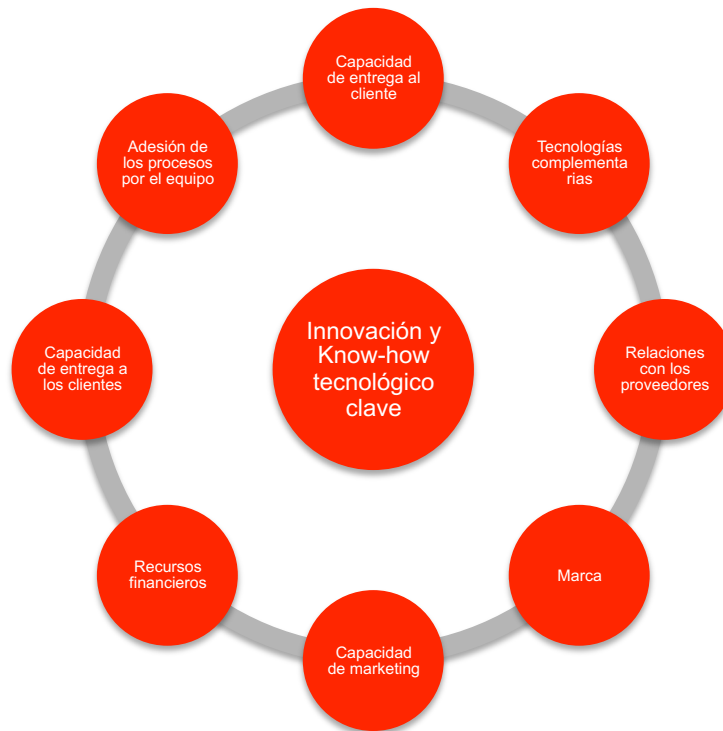 Capacidad
de entrega al
cliente
Tecnologías
complementa
rias
Relaciones
con los
proveedores
Marca
Capacidad
de marketing
Recursos
financieros
Capacidad
de entrega a
los clientes
Adesión de
los procesos
por el equipo
Innovación y
Know-how
tecnológico
clave